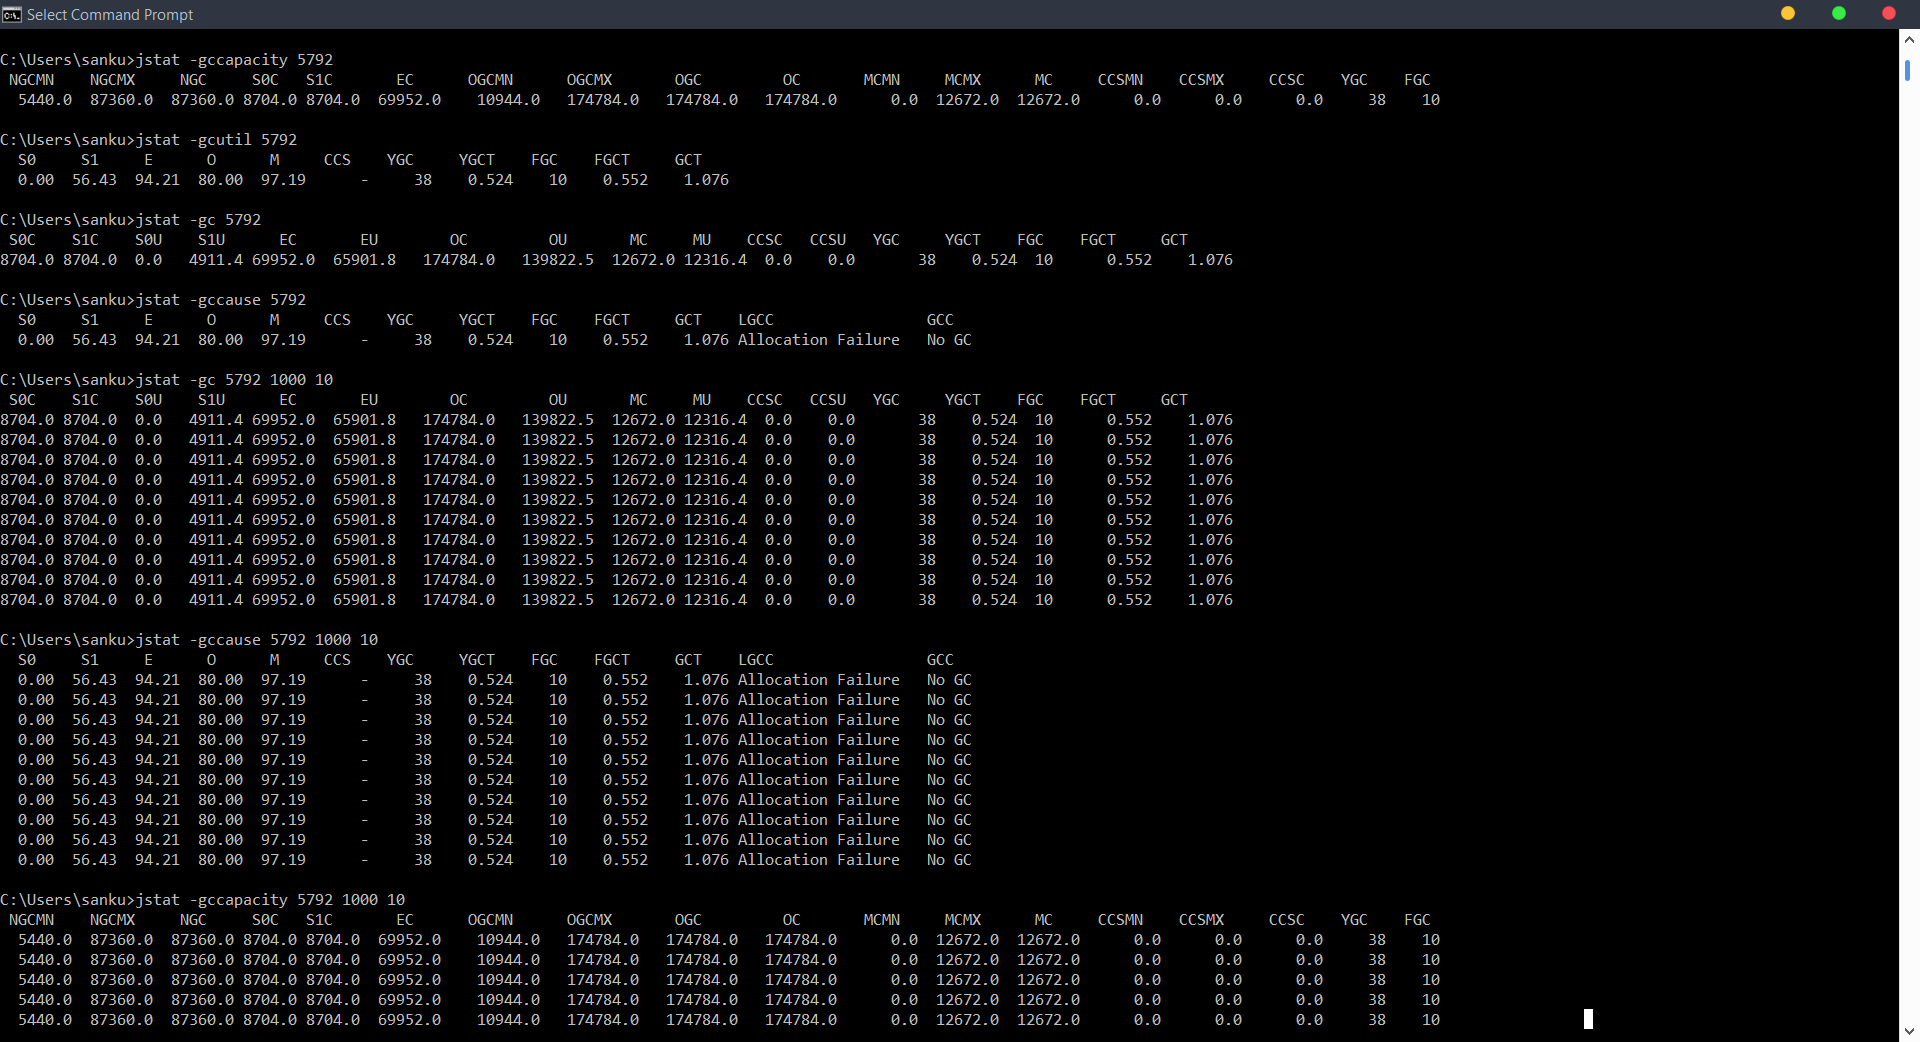 Select Command Prompt
C:\Users\sanku>jstat -gccapacity 5792
NGCMN NGCMX NGC S0C S1C EC OGCMN OGCMX OGC OC MCMN MCMX MC CCSMN CCSMX CCSC YGC FGC
5440.0 87360.0 87360.0 8704.0 8704.0 69952.0 10944.0 174784.0 174784.0 174784.0 0.0 12672.0 12672.0 0.0 0.0 0.0 38 10
C:\Users\sanku>jstat -gcutil 5792
S0 S1 E O M CCS YGC YGCT FGC FGCT GCT
0.00 56.43 94.21 80.00 97.19 - 38 0.524 10 0.552 1.076
C:\Users\sanku>jstat -gc 5792
S0C S1C S0U S1U EC EU OC OU MC MU CCSC CCSU YGC YGCT FGC FGCT GCT
8704.0 8704.0 0.0 4911.4 69952.0 65901.8 174784.0 139822.5 12672.0 12316.4 0.0 0.0 38 0.524 10 0.552 1.076
C:\Users\sanku>jstat -gccause 5792
S0 S1 E O M CCS YGC YGCT FGC FGCT GCT LGCC GCC
0.00 56.43 94.21 80.00 97.19 - 38 0.524 10 0.552 1.076 Allocation Failure No GC
C:\Users\sanku>jstat -gc 5792 1000 10
S0C S1C S0U S1U EC EU OC OU MC MU CCSC CCSU YGC YGCT FGC FGCT GCT
8704.0 8704.0 0.0 4911.4 69952.0 65901.8 174784.0 139822.5 12672.0 12316.4 0.0 0.0 38 0.524 10 0.552 1.076
8704.0 8704.0 0.0 4911.4 69952.0 65901.8 174784.0 139822.5 12672.0 12316.4 0.0 0.0 38 0.524 10 0.552 1.076
8704.0 8704.0 0.0 4911.4 69952.0 65901.8 174784.0 139822.5 12672.0 12316.4 0.0 0.0 38 0.524 10 0.552 1.076
8704.0 8704.0 0.0 4911.4 69952.0 65901.8 174784.0 139822.5 12672.0 12316.4 0.0 0.0 38 0.524 10 0.552 1.076
8704.0 8704.0 0.0 4911.4 69952.0 65901.8 174784.0 139822.5 12672.0 12316.4 0.0 0.0 38 0.524 10 0.552 1.076
8704.0 8704.0 0.0 4911.4 69952.0 65901.8 174784.0 139822.5 12672.0 12316.4 0.0 0.0 38 0.524 10 0.552 1.076
8704.0 8704.0 0.0 4911.4 69952.0 65901.8 174784.0 139822.5 12672.0 12316.4 0.0 0.0 38 0.524 10 0.552 1.076
8704.0 8704.0 0.0 4911.4 69952.0 65901.8 174784.0 139822.5 12672.0 12316.4 0.0 0.0 38 0.524 10 0.552 1.076
8704.0 8704.0 0.0 4911.4 69952.0 65901.8 174784.0 139822.5 12672.0 12316.4 0.0 0.0 38 0.524 10 0.552 1.076
8704.0 8704.0 0.0 4911.4 69952.0 65901.8 174784.0 139822.5 12672.0 12316.4 0.0 0.0 38 0.524 10 0.552 1.076
C:\Users\sanku>jstat -gccause 5792 1000 10
S0 S1 E O M CCS YGC YGCT FGC FGCT GCT LGCC GCC
0.00 56.43 94.21 80.00 97.19 - 38 0.524 10 0.552 1.076 Allocation Failure No GC
0.00 56.43 94.21 80.00 97.19 - 38 0.524 10 0.552 1.076 Allocation Failure No GC
0.00 56.43 94.21 80.00 97.19 - 38 0.524 10 0.552 1.076 Allocation Failure No GC
0.00 56.43 94.21 80.00 97.19 - 38 0.524 10 0.552 1.076 Allocation Failure No GC
0.00 56.43 94.21 80.00 97.19 - 38 0.524 10 0.552 1.076 Allocation Failure No GC
0.00 56.43 94.21 80.00 97.19 - 38 0.524 10 0.552 1.076 Allocation Failure No GC
0.00 56.43 94.21 80.00 97.19 - 38 0.524 10 0.552 1.076 Allocation Failure No GC
0.00 56.43 94.21 80.00 97.19 - 38 0.524 10 0.552 1.076 Allocation Failure No GC
0.00 56.43 94.21 80.00 97.19 - 38 0.524 10 0.552 1.076 Allocation Failure No GC
0.00 56.43 94.21 80.00 97.19 - 38 0.524 10 0.552 1.076 Allocation Failure No GC
C:\Users\sanku>jstat -gccapacity 5792 1000 10
NGCMN NGCMX NGC S0C S1C EC OGCMN OGCMX OGC OC MCMN MCMX MC CCSMN CCSMX CCSC YGC FGC
5440.0 87360.0 87360.0 8704.0 8704.0 69952.0 10944.0 174784.0 174784.0 174784.0 0.0 12672.0 12672.0 0.0 0.0 0.0 38 10
5440.0 87360.0 87360.0 8704.0 8704.0 69952.0 10944.0 174784.0 174784.0 174784.0 0.0 12672.0 12672.0 0.0 0.0 0.0 38 10
5440.0 87360.0 87360.0 8704.0 8704.0 69952.0 10944.0 174784.0 174784.0 174784.0 0.0 12672.0 12672.0 0.0 0.0 0.0 38 10
5440.0 87360.0 87360.0 8704.0 8704.0 69952.0 10944.0 174784.0 174784.0 174784.0 0.0 12672.0 12672.0 0.0 0.0 0.0 38 10
5440.0 87360.0 87360.0 8704.0 8704.0 69952.0 10944.0 174784.0 174784.0 174784.0 0.0 12672.0 12672.0 0.0 0.0 0.0 38 10